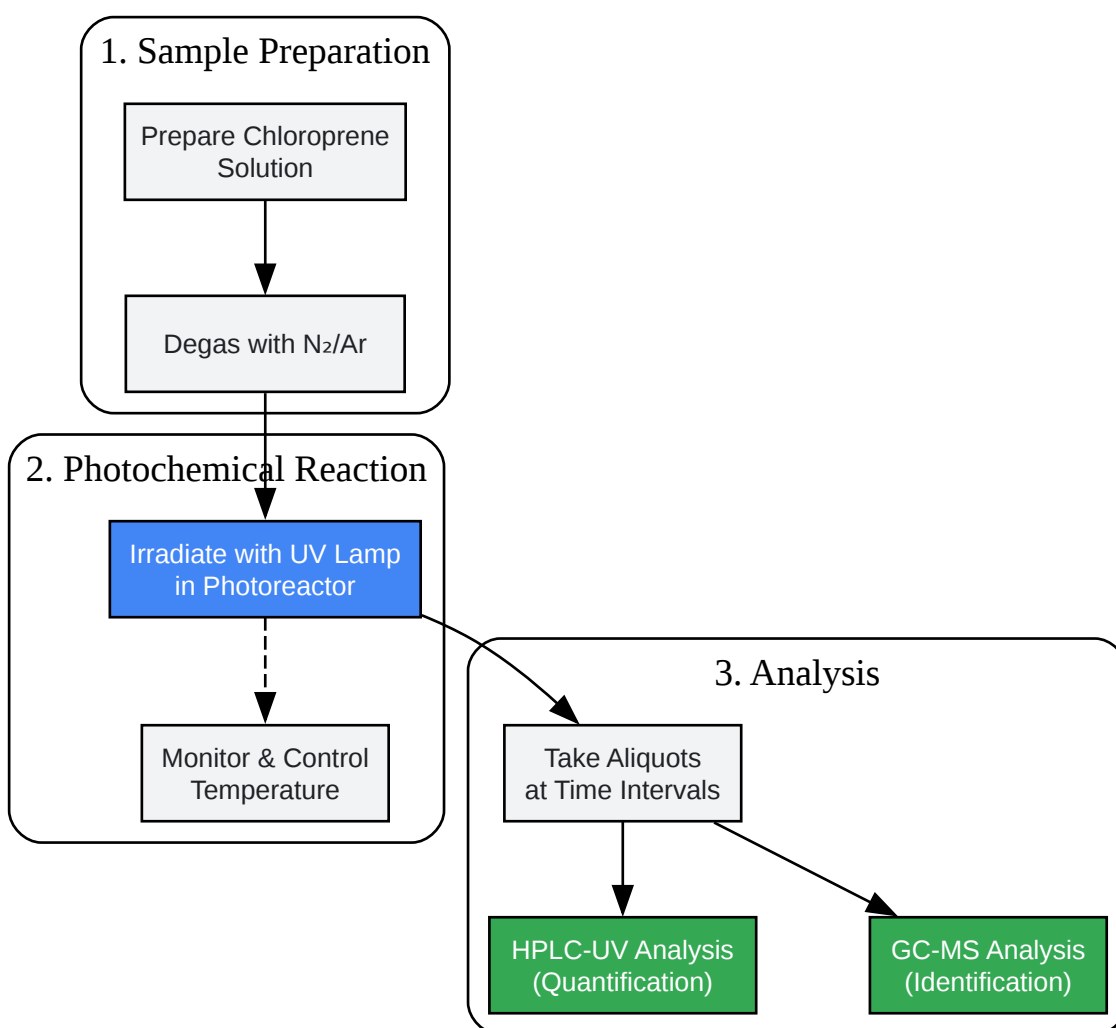 1. Sample Preparation
Prepare Chloroprene
Solution
Degas with N₂/Ar
2. Photochemical Reaction
Irradiate with UV Lamp
in Photoreactor
Monitor & Control
Temperature
3. Analysis
Take Aliquots
at Time Intervals
HPLC-UV Analysis
(Quantification)
GC-MS Analysis
(Identification)